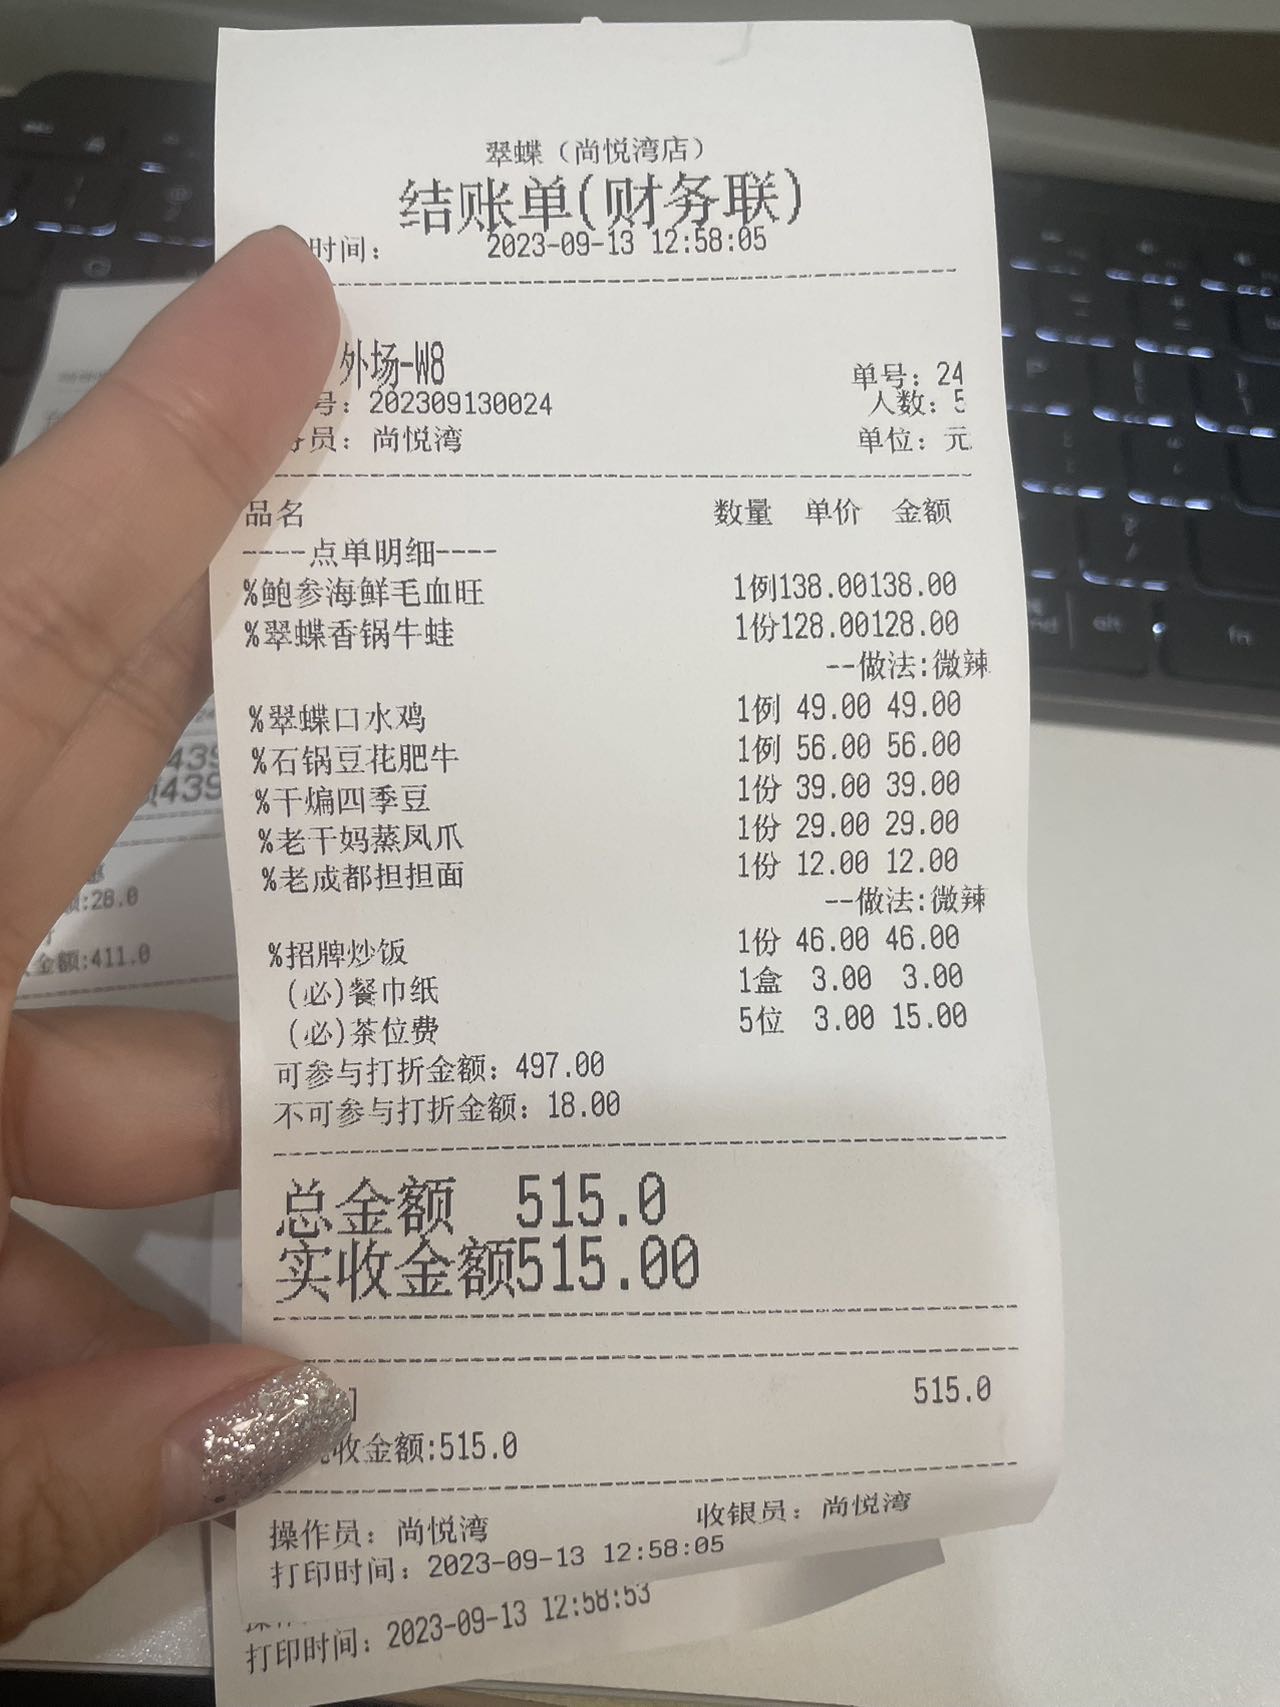 翠蝶（尚悦湾店）
结账单(财务联)
时间： 2023-09-13 12:58:05
外场-W8
单号：24
号：202309130024
人数：5
务员：尚悦湾
单位：元
品名 数量 单价 金额
----点单明细----
%鲍参海鲜毛血旺 1例138.00138.00
%翠蝶香锅牛蛙 1份128.00128.00
--做法:微辣
%翠蝶口水鸡 1例 49.00 49.00
%石锅豆花肥牛 1例 56.00 56.00
%干煸四季豆 1份 39.00 39.00
%老干妈蒸凤爪 1份 29.00 29.00
%老成都担担面 1份 12.00 12.00
--做法:微辣
%招牌炒饭 1份 46.00 46.00
(必)餐巾纸 1盒 3.00 3.00
(必)茶位费 5位 3.00 15.00
可参与打折金额：497.00
不可参与打折金额：18.00
总金额 515.0
实收金额515.00
] 515.0
收金额:515.0
操作员：尚悦湾 收银员：尚悦湾
打印时间：2023-09-13 12:58:05
打印时间：2023-09-13 12:58:53
439
439
额:28.0
金额:411.0